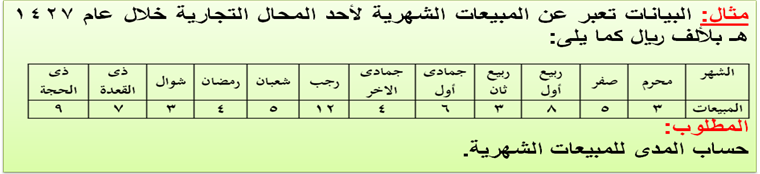 مثال: البيانات تعبر عن المبيعات الشهرية لأحد المحال التجارية خلال عام ١٤٢٧
هـ بلألف ريال كما يلى:
الشهر محرم صفر ربيع أول ربيع ثان جمادى أول جمادى الاخر رجب شعبان رمضان شوال ذى القعدة ذى الحجة
المبيعات ٣ ٥ ٨ ٣ ٦ ٤ ١٢ ٥ ٤ ٣ ٧ ٩
المطلوب:
حساب المدى للمبيعات الشهرية.